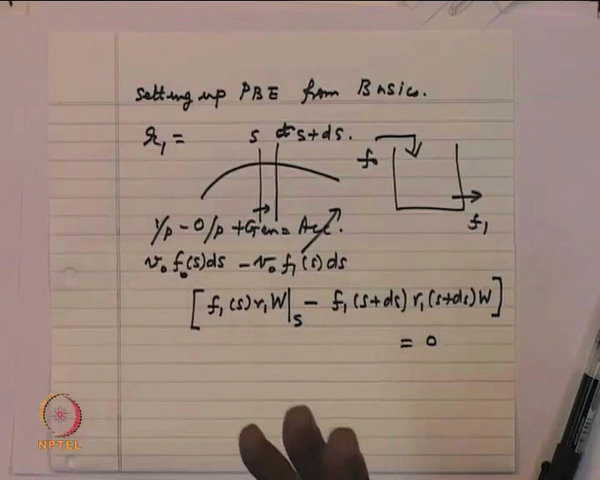 Setting up PBE from Basics.
r₁ =
s s+ds.
f₀
f₁
I/p - O/p + Gen = Acc.
v₀ f₀(s)ds - v₀ f₁(s)ds
[ f₁(s) r₁ W|ₛ - f₁(s+ds) r₁(s+ds) W ]
= 0
NPTEL